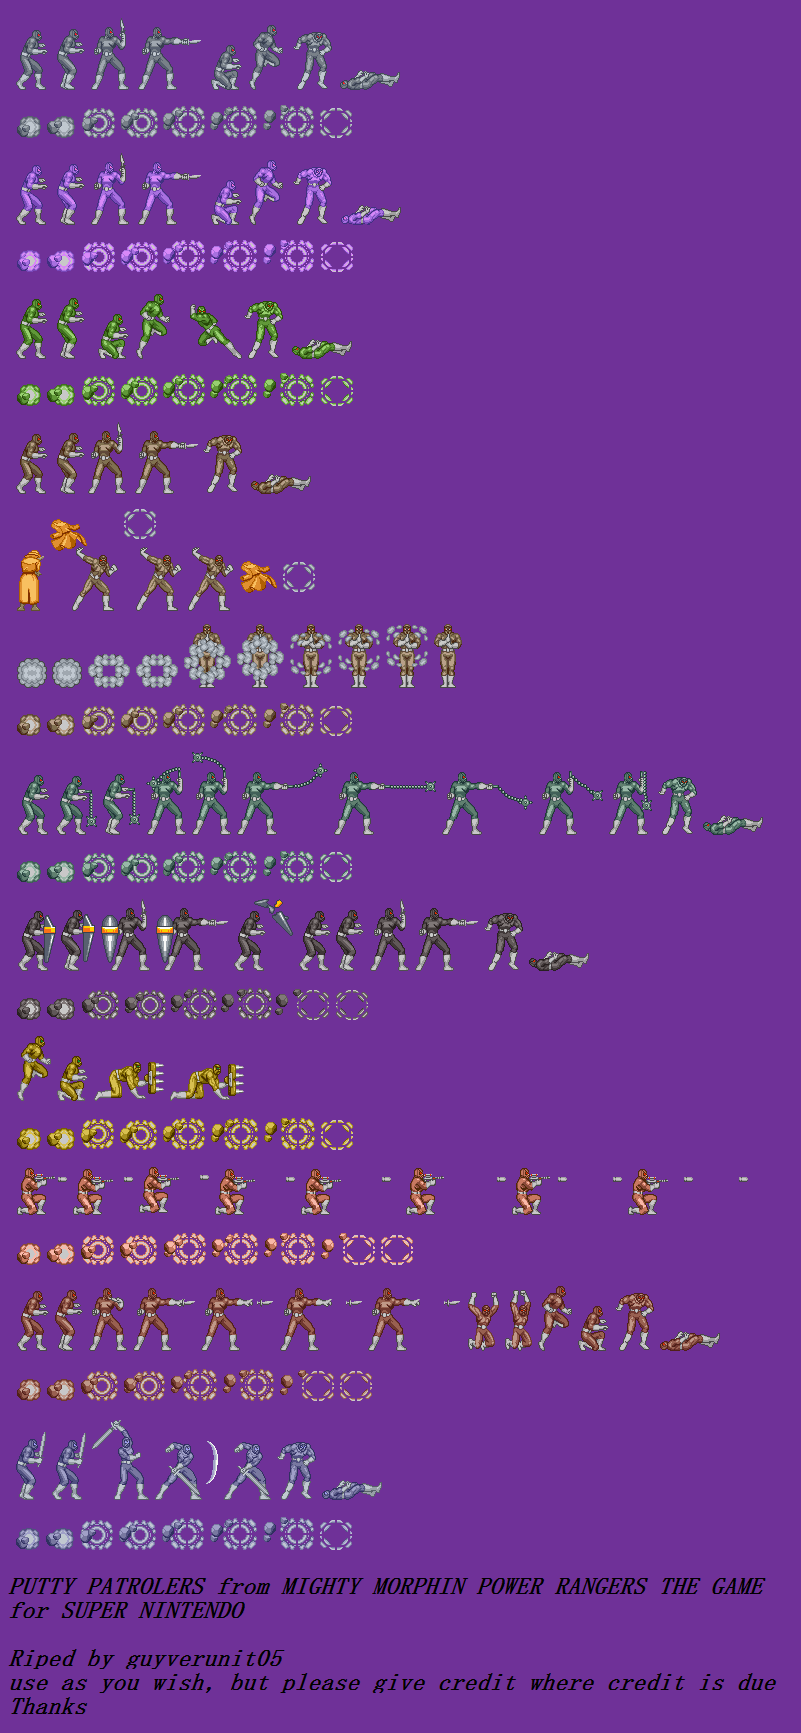 PUTTY PATROLERS from MIGHTY MORPHIN POWER RANGERS THE GAME
for SUPER NINTENDO
Riped by guyverunit05
use as you wish, but please give credit where credit is due
Thanks